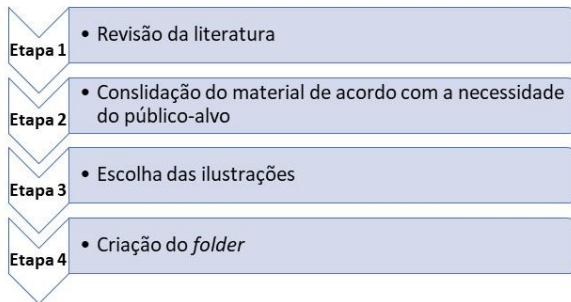 Etapa 1
• Revisão da literatura
Etapa 2
• Conslidação do material de acordo com a necessidade
do público-alvo
Etapa 3
• Escolha das ilustrações
Etapa 4
• Criação do folder